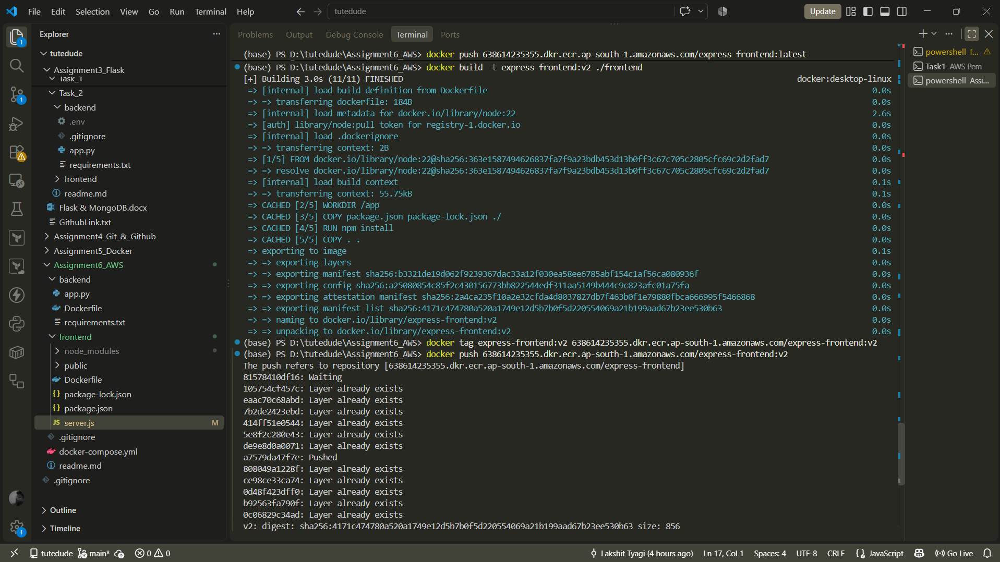 File Edit Selection View Go Run Terminal Help
tutedude
Update
Explorer
tutedude
Assignment3_Flask
Task_1
Task_2
backend
.env
.gitignore
app.py
requirements.txt
frontend
readme.md
Flask & MongoDB.docx
GithubLink.txt
Assignment4_Git_&_Github
Assignment5_Docker
Assignment6_AWS
backend
app.py
Dockerfile
requirements.txt
frontend
node_modules
public
Dockerfile
package-lock.json
package.json
JS server.js M
.gitignore
docker-compose.yml
readme.md
.gitignore
Outline
Timeline
1
1
1
Problems Output Debug Console Terminal Ports
(base) PS D:\tutedude\Assignment6_AWS> docker push 638614235355.dkr.ecr.ap-south-1.amazonaws.com/express-frontend:latest
(base) PS D:\tutedude\Assignment6_AWS> docker build -t express-frontend:v2 ./frontend
[+] Building 3.0s (11/11) FINISHED docker:desktop-linux
=> [internal] load build definition from Dockerfile 0.0s
=> => transferring dockerfile: 184B 0.0s
=> [internal] load metadata for docker.io/library/node:22 2.6s
=> [auth] library/node:pull token for registry-1.docker.io 0.0s
=> [internal] load .dockerignore 0.0s
=> => transferring context: 2B 0.0s
=> [1/5] FROM docker.io/library/node:22@sha256:363e1587494626837fa7f9a23bdb453d13b0ff3c67c705c2805cfc69c2d2fad7 0.0s
=> => resolve docker.io/library/node:22@sha256:363e1587494626837fa7f9a23bdb453d13b0ff3c67c705c2805cfc69c2d2fad7 0.0s
=> [internal] load build context 0.1s
=> => transferring context: 55.75kB 0.1s
=> CACHED [2/5] WORKDIR /app 0.0s
=> CACHED [3/5] COPY package.json package-lock.json ./ 0.0s
=> CACHED [4/5] RUN npm install 0.0s
=> CACHED [5/5] COPY . . 0.0s
=> exporting to image 0.1s
=> => exporting layers 0.0s
=> => exporting manifest sha256:b3321de19d062f9239367dac33a12f030ea58ee6785abf154c1af56ca080936f 0.0s
=> => exporting config sha256:a25080854c85f2c430156773bb822544edf311aa5149b444c9c823afc01a75fa 0.0s
=> => exporting attestation manifest sha256:2a4ca235f10a2e32cfda4d8037827db7f463b0f1e79880fbca666995f5466868 0.0s
=> => exporting manifest list sha256:4171c474780a520a1749e12d5b7b0f5d220554069a21b199aad67b23ee530b63 0.0s
=> => naming to docker.io/library/express-frontend:v2 0.0s
=> => unpacking to docker.io/library/express-frontend:v2 0.0s
(base) PS D:\tutedude\Assignment6_AWS> docker tag express-frontend:v2 638614235355.dkr.ecr.ap-south-1.amazonaws.com/express-frontend:v2
(base) PS D:\tutedude\Assignment6_AWS> docker push 638614235355.dkr.ecr.ap-south-1.amazonaws.com/express-frontend:v2
The push refers to repository [638614235355.dkr.ecr.ap-south-1.amazonaws.com/express-frontend]
81578410df16: Waiting
105754cf457c: Layer already exists
eaac70c68abd: Layer already exists
7b2de2423ebd: Layer already exists
414ff51e0544: Layer already exists
5e8f2c280e43: Layer already exists
de9e8d0a0071: Layer already exists
a7579da47f7e: Pushed
808049a1228f: Layer already exists
ce98ce33ca74: Layer already exists
0d48f423dff0: Layer already exists
b92563fa790f: Layer already exists
0c06829c34ad: Layer already exists
v2: digest: sha256:4171c474780a520a1749e12d5b7b0f5d220554069a21b199aad67b23ee530b63 size: 856
powershell f...
Task1 AWS Pem
powershell Assi...
tutedude main* 0 0
Lakshit Tyagi (4 hours ago) Ln 17, Col 1 Spaces: 4 UTF-8 CRLF {} JavaScript Go Live